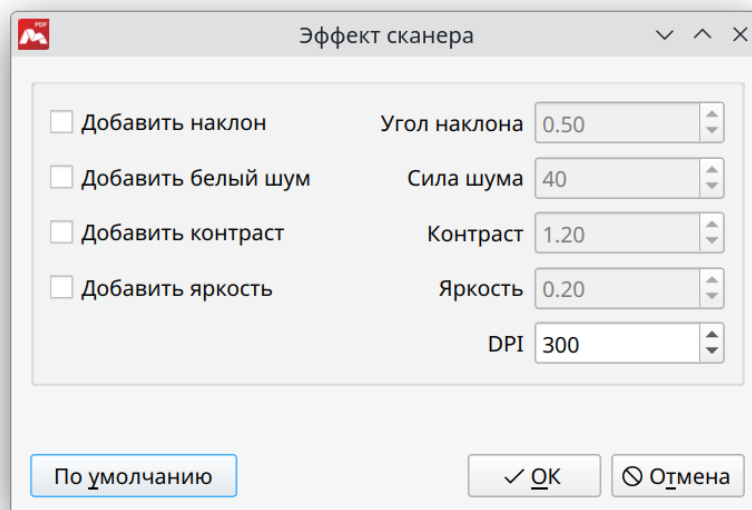 PDF
Эффект сканера
Добавить наклон Угол наклона 0.50
Добавить белый шум Сила шума 40
Добавить контраст Контраст 1.20
Добавить яркость Яркость 0.20
DPI 300
По умолчанию OK Отмена